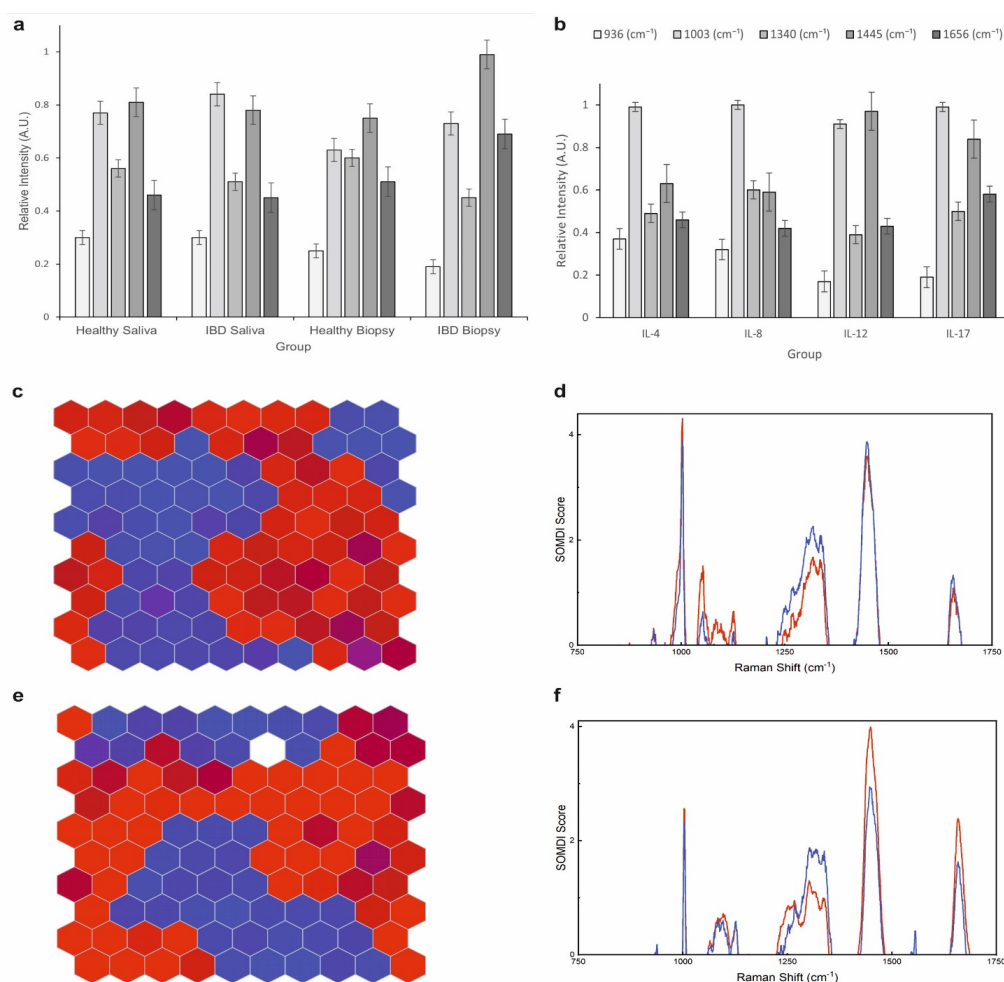 a
Relative Intensity (A.U.)
1
0.8
0.6
0.4
0.2
0
Healthy Saliva IBD Saliva Healthy Biopsy IBD Biopsy
Group
b
936 (cm⁻¹) 1003 (cm⁻¹) 1340 (cm⁻¹) 1445 (cm⁻¹) 1656 (cm⁻¹)
Relative Intensity (A.U.)
1
0.8
0.6
0.4
0.2
0
IL-4 IL-8 IL-12 IL-17
Group
c
d
SOMDI Score
4
2
0
750 1000 1250 1500 1750
Raman Shift (cm⁻¹)
e
f
SOMDI Score
4
2
0
750 1000 1250 1500 1750
Raman Shift (cm⁻¹)